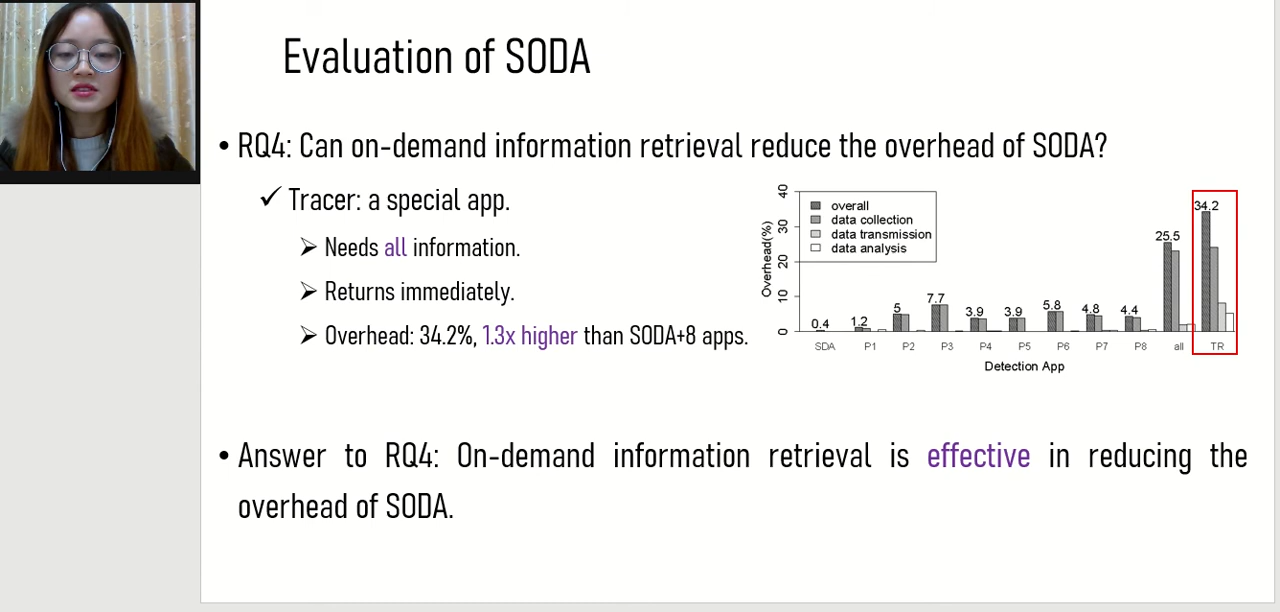 Evaluation of SODA
• RQ4: Can on-demand information retrieval reduce the overhead of SODA?
✓ Tracer: a special app.
➢ Needs all information.
➢ Returns immediately.
➢ Overhead: 34.2%, 1.3x higher than SODA+8 apps.
Overhead(%)
40
30
20
10
0
overall
data collection
data transmission
data analysis
0.4 1.2 5 7.7 3.9 3.9 5.8 4.8 4.4 25.5 34.2
SDA P1 P2 P3 P4 P5 P6 P7 P8 all TR
Detection App
• Answer to RQ4: On-demand information retrieval is effective in reducing the
overhead of SODA.